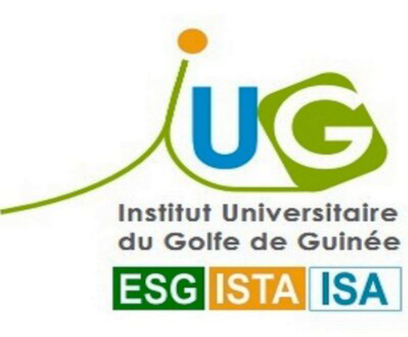 iUG
Institut Universitaire
du Golfe de Guinée
ESG ISTA ISA